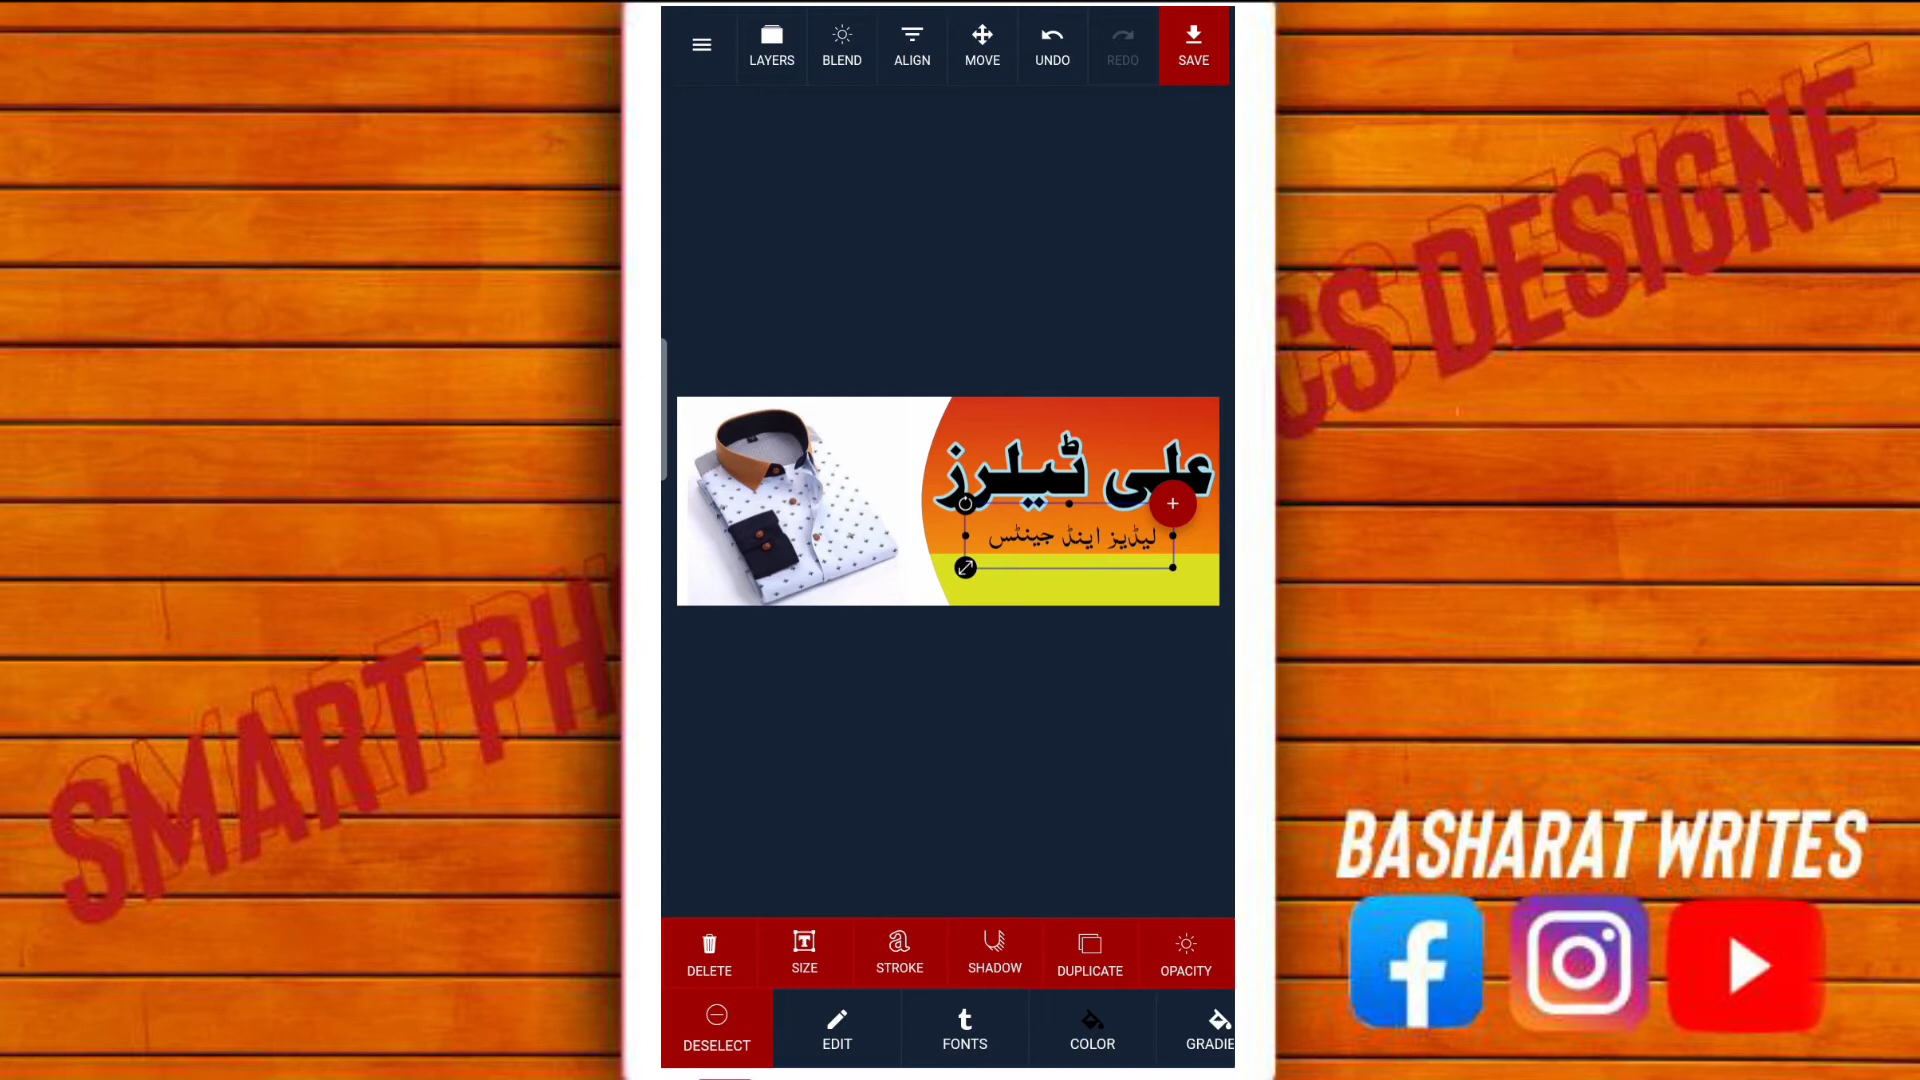 LAYERS
BLEND
ALIGN
MOVE
UNDO
REDO
SAVE
علی ٹیلرز
لیڈیز اینڈ جینٹس
DELETE
SIZE
STROKE
SHADOW
DUPLICATE
OPACITY
DESELECT
EDIT
FONTS
COLOR
GRADIE
SMART PH
CS DESIGNE
BASHARAT WRITES